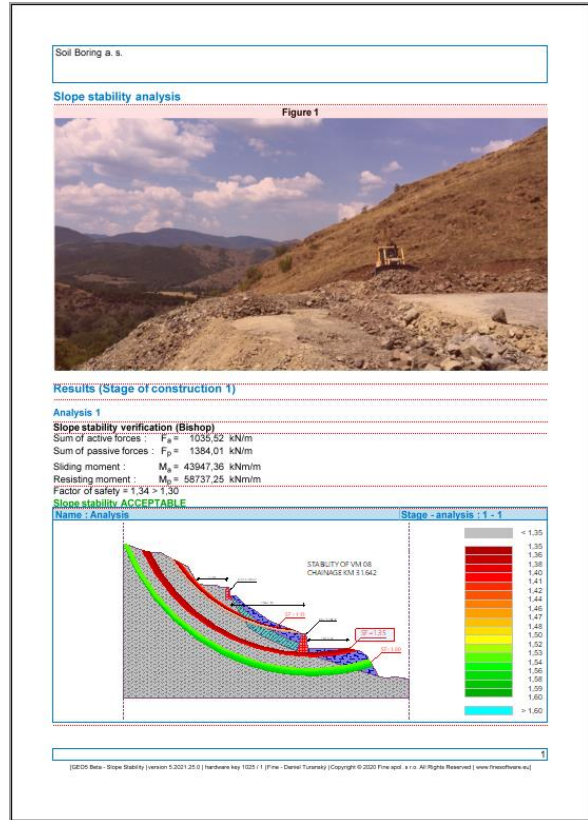 Soil Boring a. s.
Slope stability analysis
Figure 1
Results (Stage of construction 1)
Analysis 1
Slope stability verification (Bishop)
Sum of active forces : Fa = 1035,52 kN/m
Sum of passive forces : Fp = 1384,01 kN/m
Sliding moment : Ma = 43947,36 kNm/m
Resisting moment : Mp = 58737,25 kNm/m
Factor of safety = 1,34 > 1,30
Slope stability ACCEPTABLE
Name : Analysis Stage - analysis : 1 - 1
STABILITY OF VM 08
CHAINAGE KM 31.642
SF=1.35
< 1,35
1,35
1,36
1,38
1,40
1,41
1,42
1,44
1,46
1,47
1,48
1,50
1,52
1,53
1,54
1,56
1,58
1,59
1,60
> 1,60
1
[GEO5 Beta - Slope Stability | version 5.2021.25.0 | hardware key 1025 / 1 | Fine - Daniel Turanský | Copyright © 2020 Fine spol. s r.o. All Rights Reserved | www.finesoftware.eu]